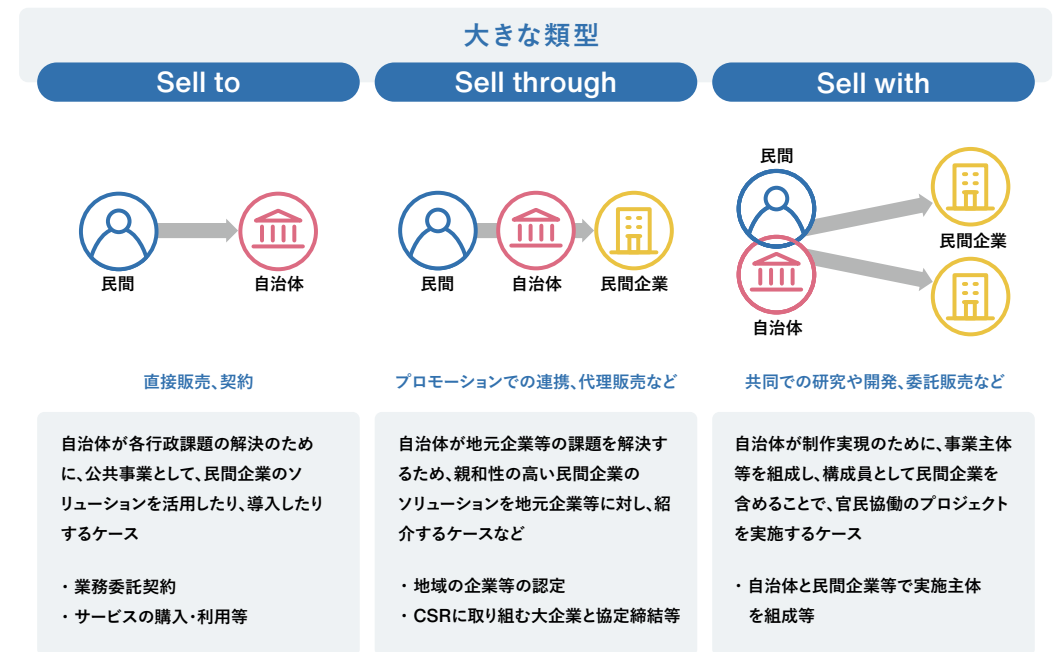 大きな類型
Sell to
民間
自治体
直接販売、契約
自治体が各行政課題の解決のため
に、公共事業として、民間企業のソ
リューションを活用したり、導入したり
するケース
・ 業務委託契約
・ サービスの購入・利用等
Sell through
民間
自治体
民間企業
プロモーションでの連携、代理販売など
自治体が地元企業等の課題を解決す
るため、親和性の高い民間企業の
ソリューションを地元企業等に対し、紹
介するケースなど
・ 地域の企業等の認定
・ CSRに取り組む大企業と協定締結等
Sell with
民間
民間企業
自治体
共同での研究や開発、委託販売など
自治体が制作実現のために、事業主体
等を組成し、構成員として民間企業を
含めることで、官民協働のプロジェクト
を実施するケース
・ 自治体と民間企業等で実施主体
を組成等